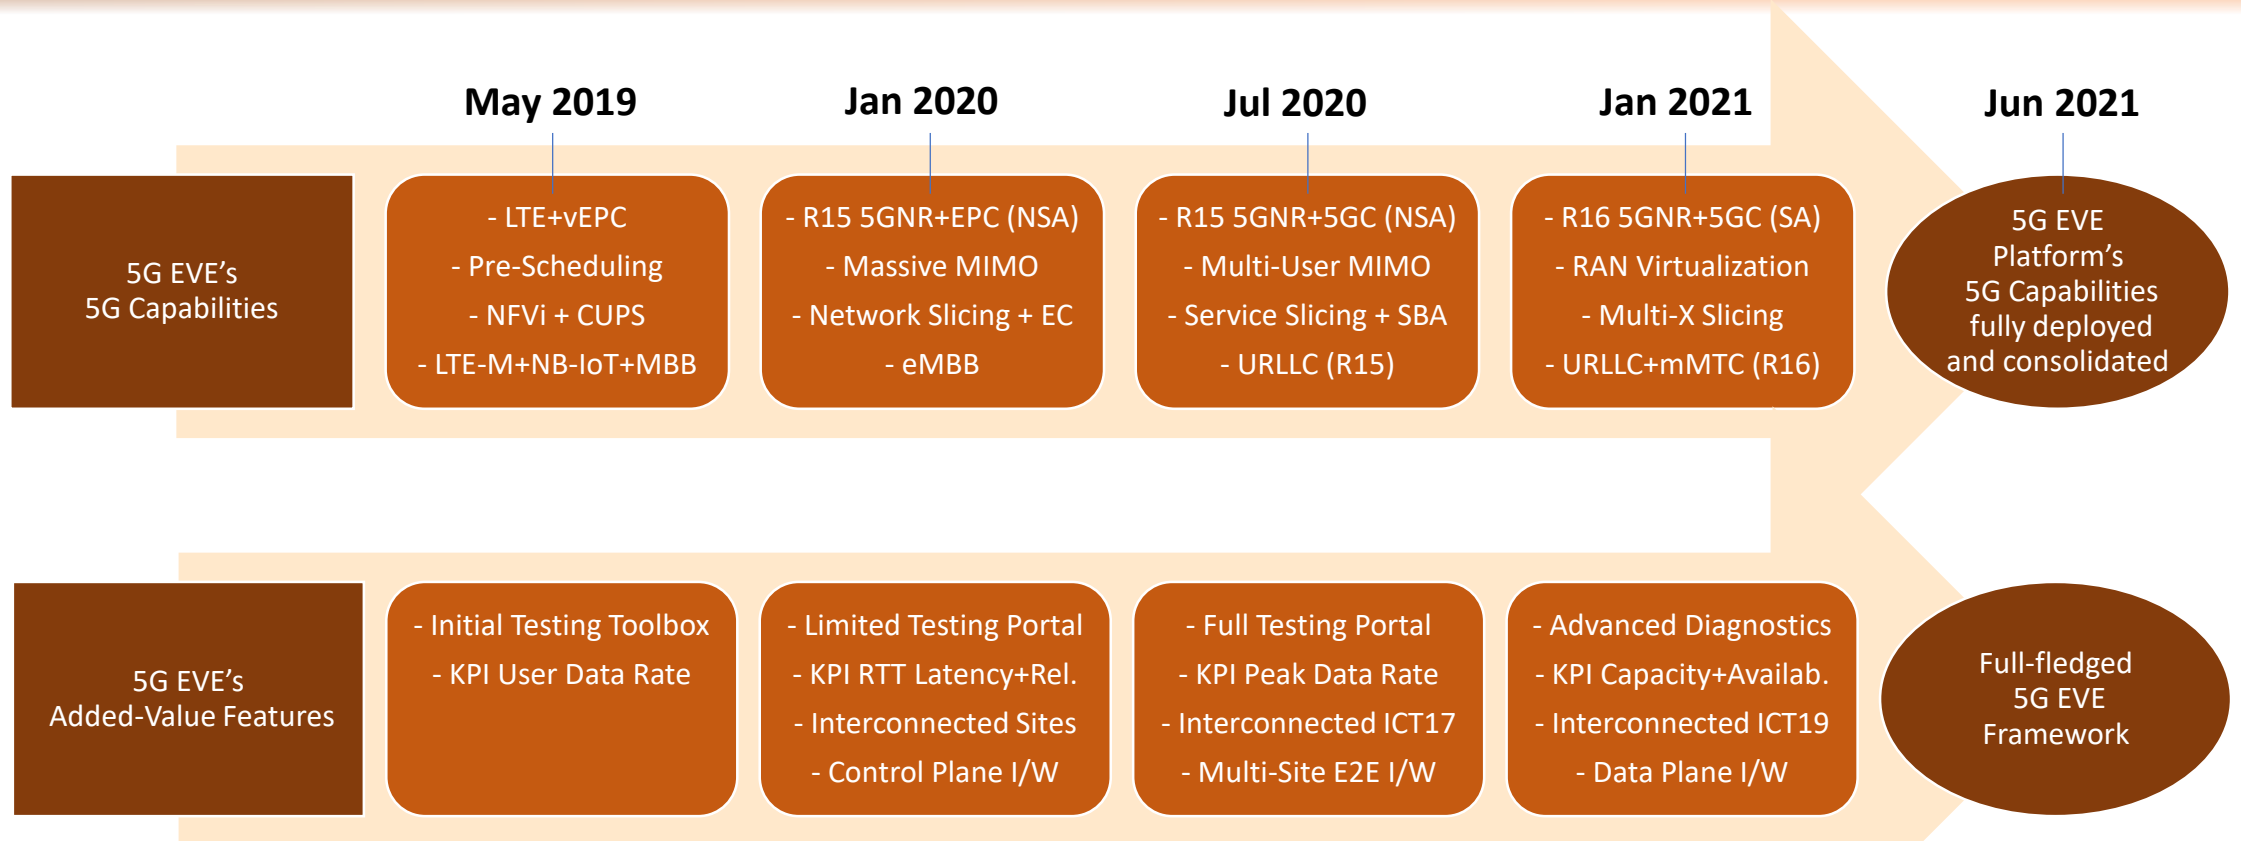 May 2019
Jan 2020
Jul 2020
Jan 2021
Jun 2021
5G EVE’s
5G Capabilities
- LTE+vEPC
- Pre-Scheduling
- NFVi + CUPS
- LTE-M+NB-IoT+MBB
- R15 5GNR+EPC (NSA)
- Massive MIMO
- Network Slicing + EC
- eMBB
- R15 5GNR+5GC (NSA)
- Multi-User MIMO
- Service Slicing + SBA
- URLLC (R15)
- R16 5GNR+5GC (SA)
- RAN Virtualization
- Multi-X Slicing
- URLLC+mMTC (R16)
5G EVE
Platform’s
5G Capabilities
fully deployed
and consolidated
5G EVE’s
Added-Value Features
- Initial Testing Toolbox
- KPI User Data Rate
- Limited Testing Portal
- KPI RTT Latency+Rel.
- Interconnected Sites
- Control Plane I/W
- Full Testing Portal
- KPI Peak Data Rate
- Interconnected ICT17
- Multi-Site E2E I/W
- Advanced Diagnostics
- KPI Capacity+Availab.
- Interconnected ICT19
- Data Plane I/W
Full-fledged
5G EVE
Framework